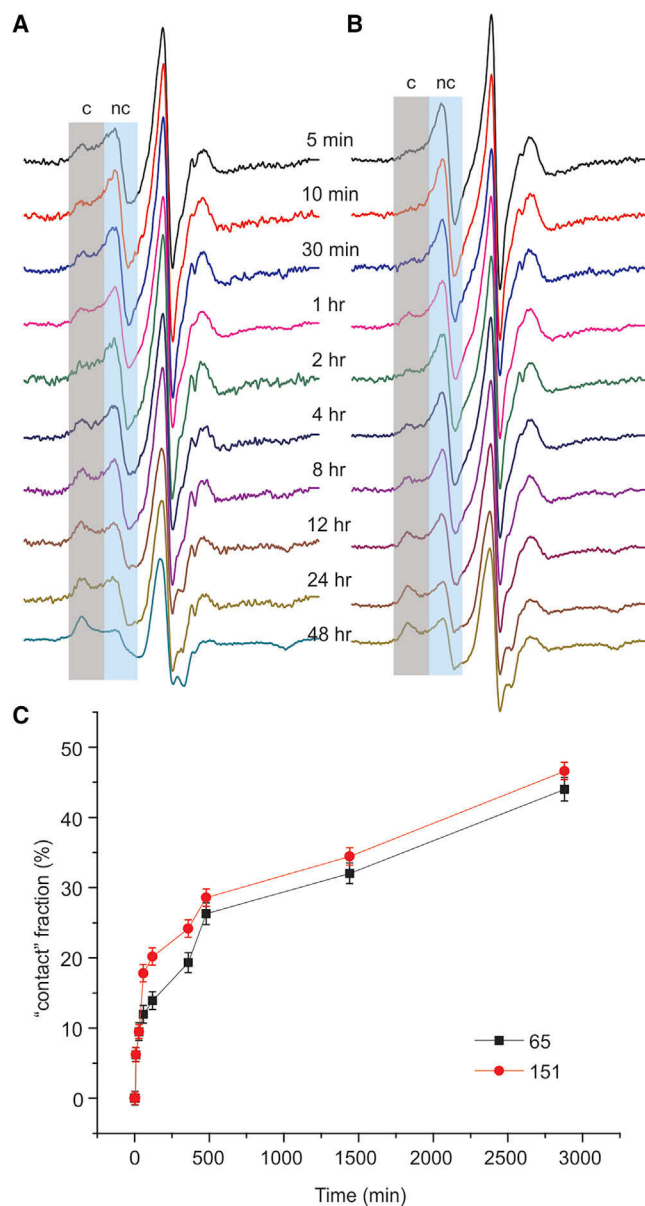 A
B
c nc
c nc
5 min
10 min
30 min
1 hr
2 hr
4 hr
8 hr
12 hr
24 hr
48 hr
C
50
40
30
20
10
0
“contact” fraction (%)
65
151
0 500 1500 2000 2500 3000
Time (min)